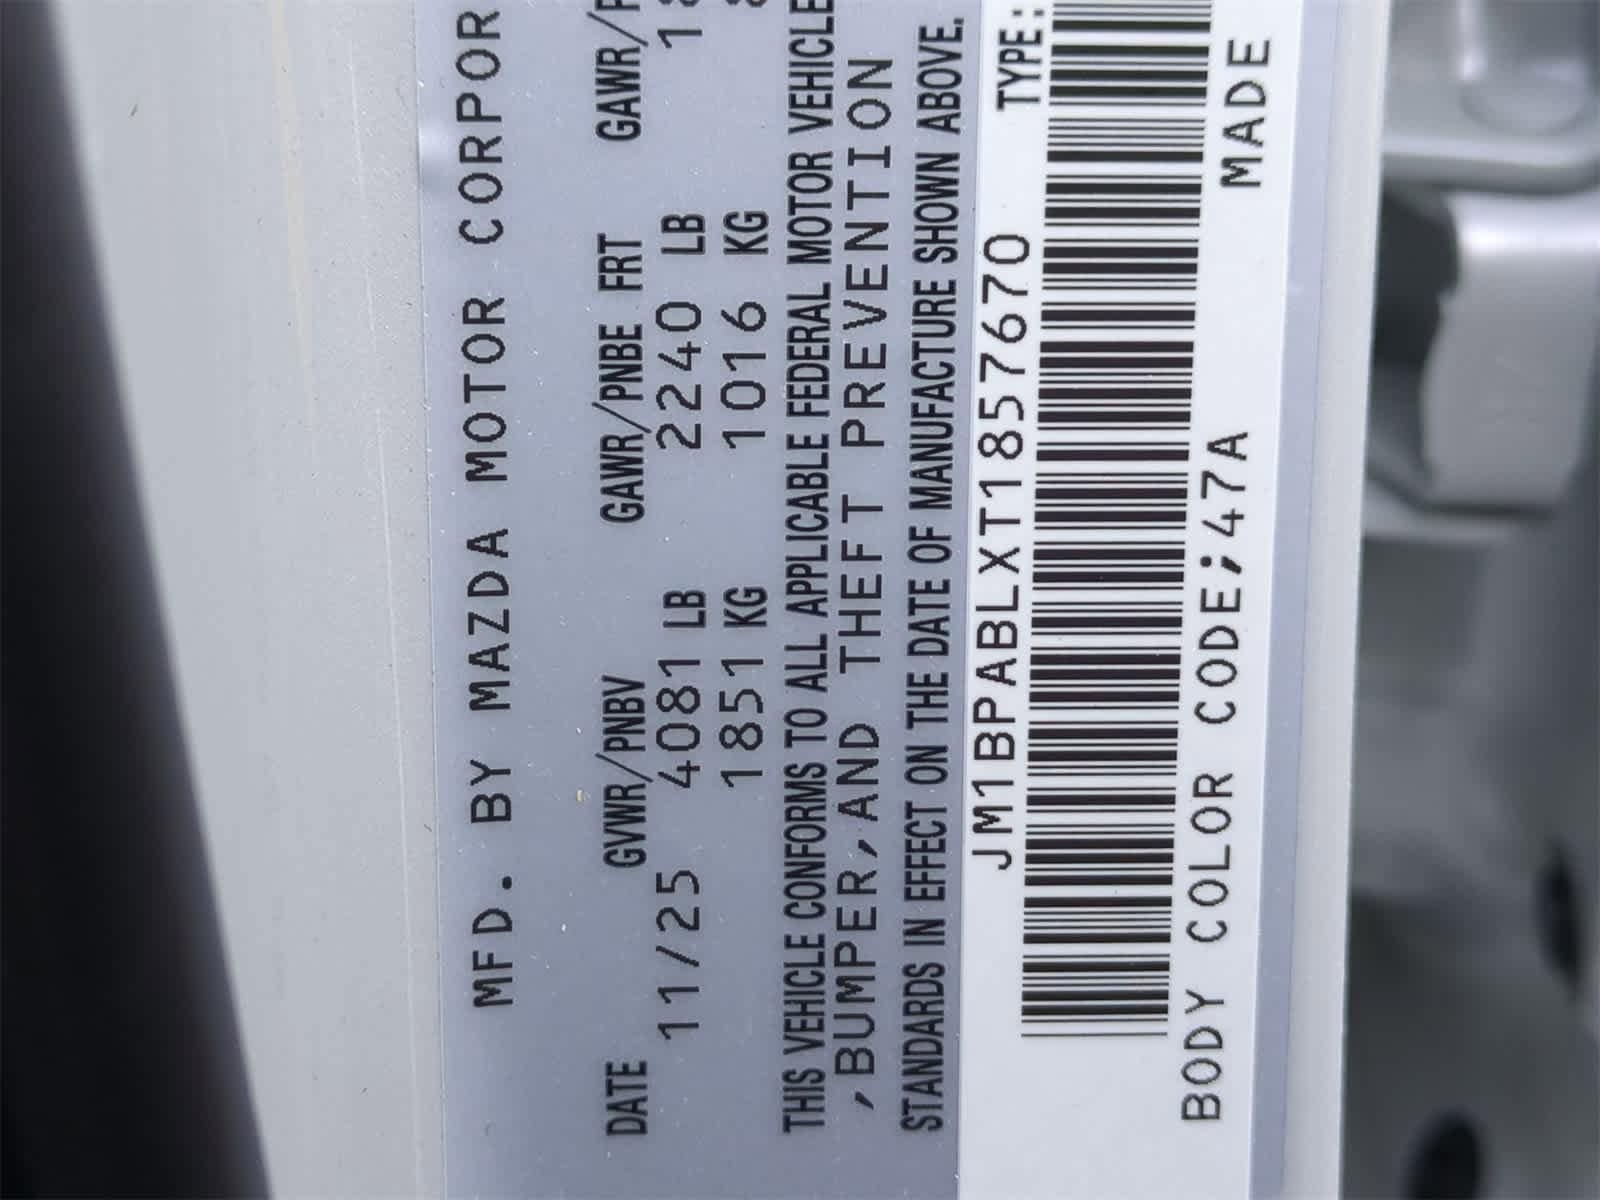 MFD. BY MAZDA MOTOR CORPOR
DATE GVWR/PNBV GAWR/PNBE FRT GAWR/P
11/25 4081 LB 2240 LB
1851 KG 1016 KG
THIS VEHICLE CONFORMS TO ALL APPLICABLE FEDERAL MOTOR VEHICLE
,BUMPER,AND THEFT PREVENTION
STANDARDS IN EFFECT ON THE DATE OF MANUFACTURE SHOWN ABOVE.
JM1BPABLXT1857670 TYPE:
BODY COLOR CODE;47A MADE